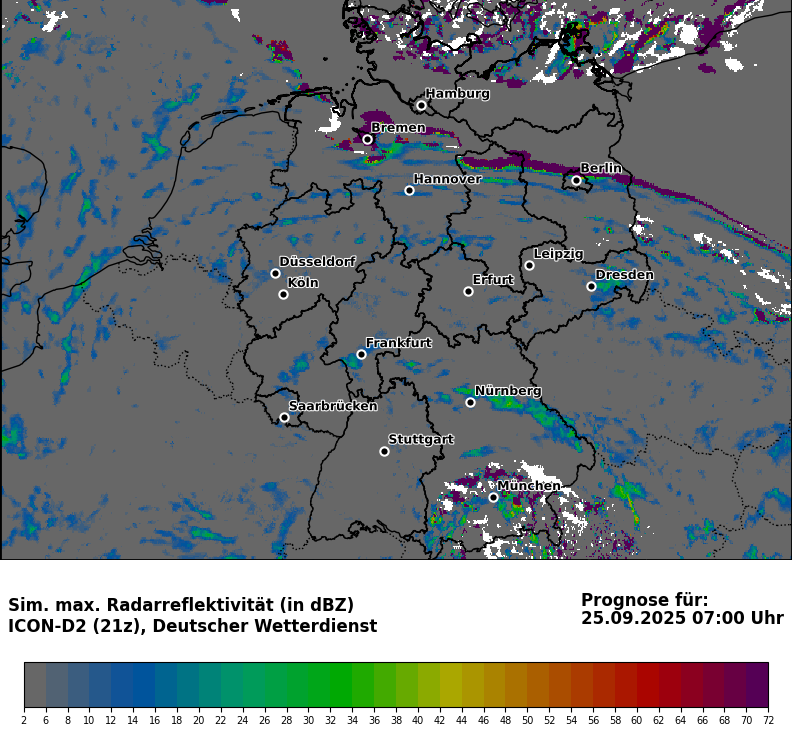 Hamburg
Bremen
Berlin
Hannover
Leipzig
Düsseldorf
Dresden
Erfurt
Köln
Frankfurt
Nürnberg
Saarbrücken
Stuttgart
München
Sim. max. Radarreflektivität (in dBZ)
ICON-D2 (21z), Deutscher Wetterdienst
Prognose für:
25.09.2025 07:00 Uhr
2 6 8 10 12 14 16 18 20 22 24 26 28 30 32 34 36 38 40 42 44 46 48 50 52 54 56 58 60 62 64 66 68 70 72